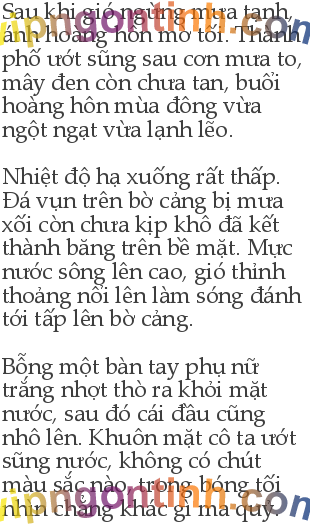 Sau khi gió ngừng mưa tạnh,
ánh hoàng hôn mờ tối. Thành
phố ướt sũng sau cơn mưa to,
mây đen còn chưa tan, buổi
hoàng hôn mùa đông vừa
ngột ngạt vừa lạnh lẽo.
Nhiệt độ hạ xuống rất thấp.
Đá vụn trên bờ cảng bị mưa
xối còn chưa kịp khô đã kết
thành băng trên bề mặt. Mực
nước sông lên cao, gió thỉnh
thoảng nổi lên làm sóng đánh
tới tấp lên bờ cảng.
Bỗng một bàn tay phụ nữ
trắng nhợt thò ra khỏi mặt
nước, sau đó cái đầu cũng
nhô lên. Khuôn mặt cô ta ướt
sũng nước, không có chút
màu sắc nào, trong bóng tối
nhìn chẳng khác gì ma quỷ.
vipngontinh.com
vipngontinh.com